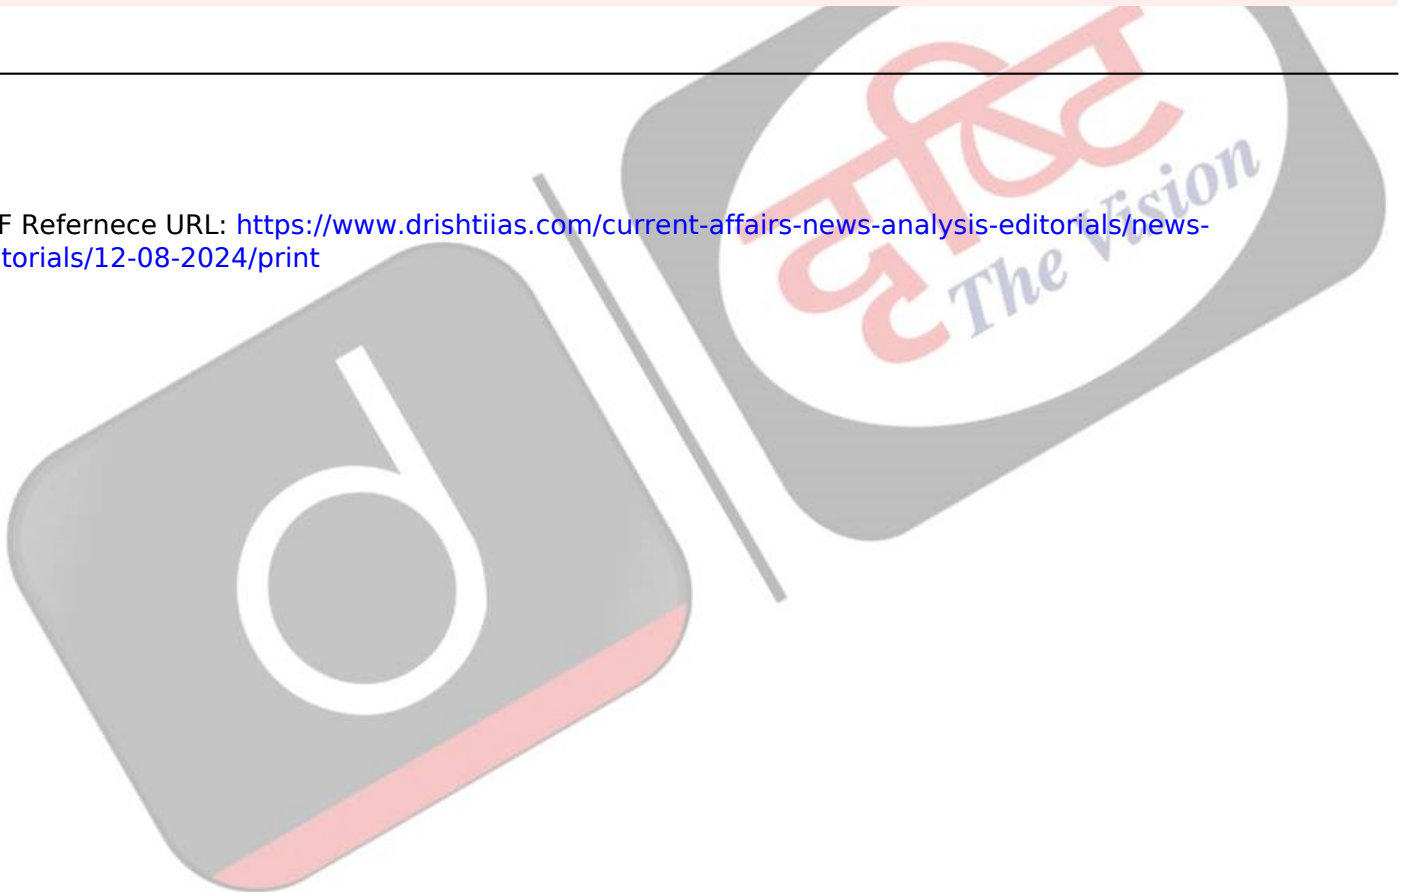 F Refernece URL: https://www.drishtiias.com/current-affairs-news-analysis-editorials/news-
torials/12-08-2024/print
दृष्टि
The Vision
d